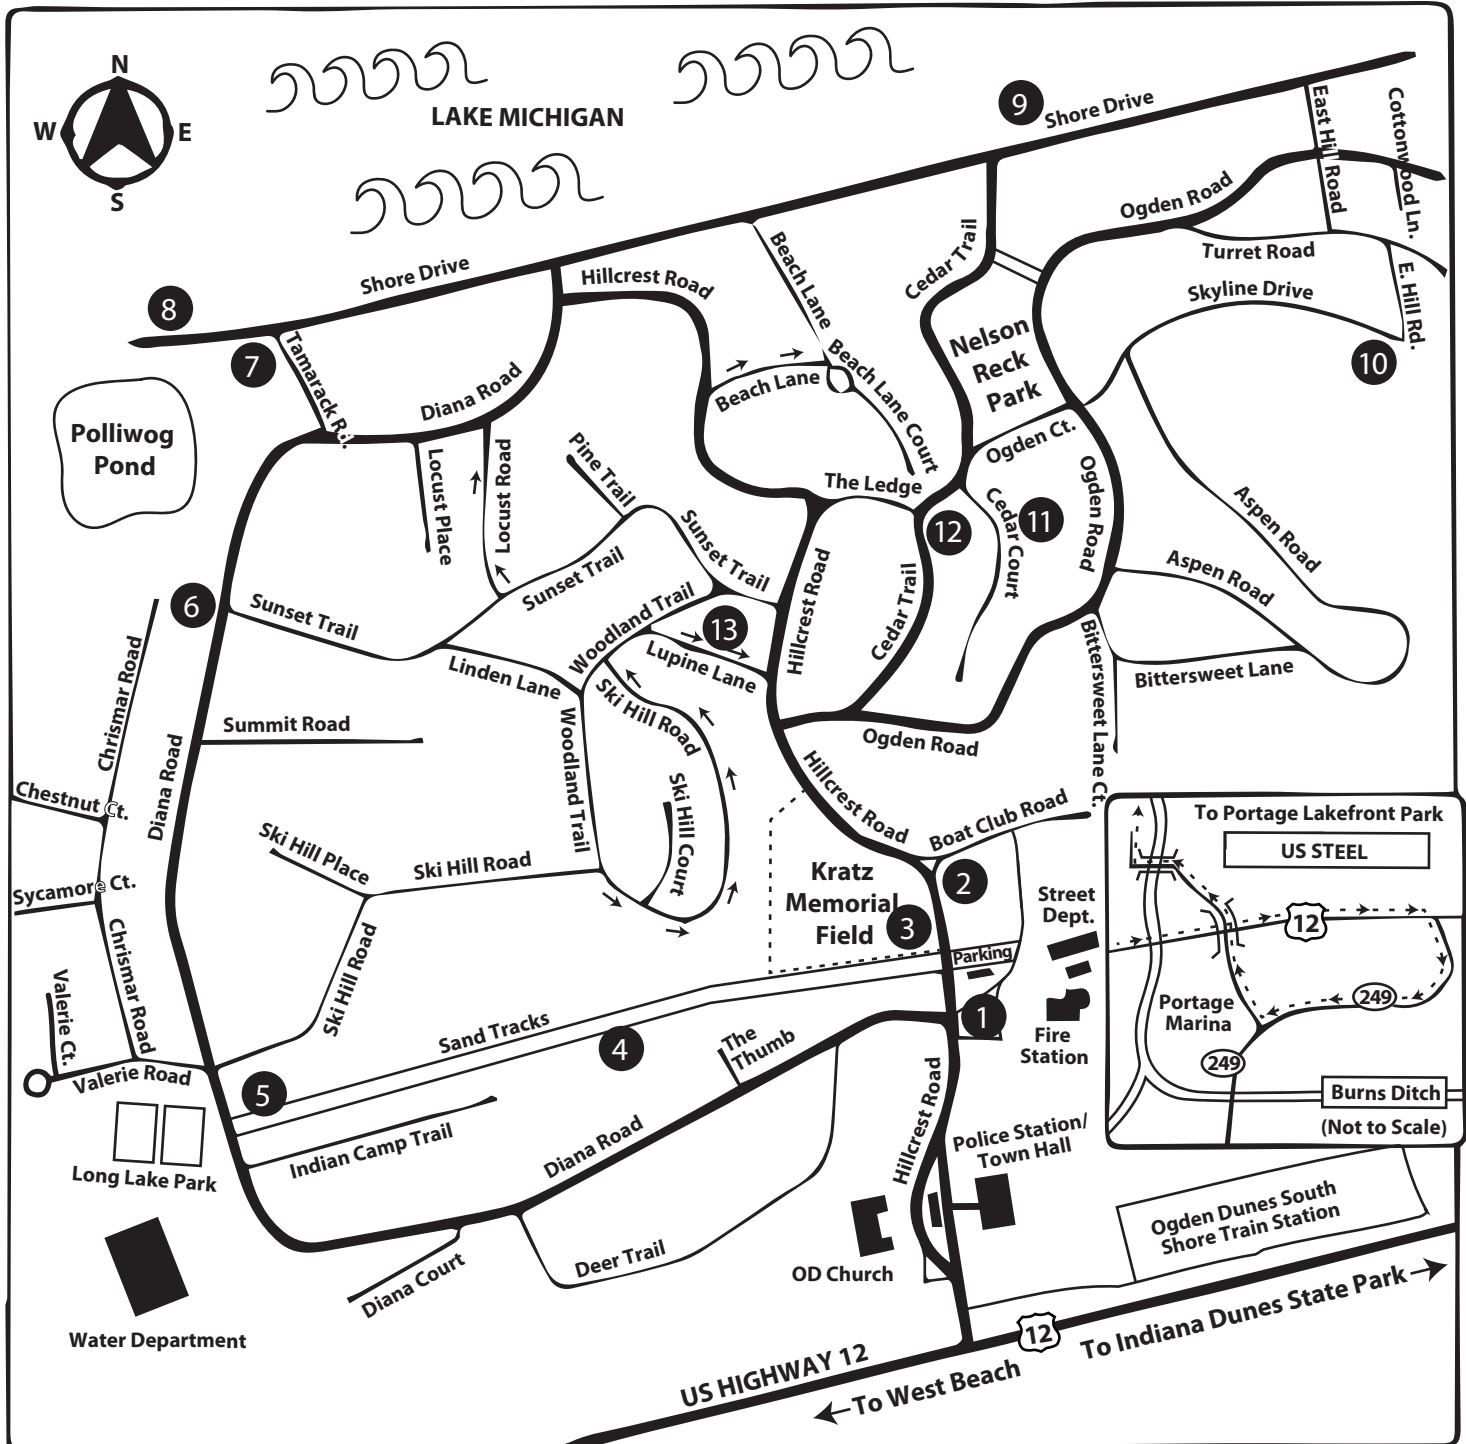 N
W
E
S
LAKE MICHIGAN
9
Shore Drive
East Hill Road
Cottonwood Ln.
Ogden Road
Turret Road
E. Hill Rd.
Skyline Drive
10
Shore Drive
8
7
Tamarack Rd.
Hillcrest Road
Beach Lane
Cedar Trail
Nelson
Reck
Park
Diana Road
Beach Lane
Beach Lane Court
Polliwog
Pond
Locust Place
Locust Road
Pine Trail
The Ledge
Ogden Ct.
Ogden Road
Aspen Road
Cedar Court
11
12
Sunset Trail
Sunset Trail
Sunset Trail
6
Aspen Road
Hillcrest Road
Cedar Trail
Woodland Trail
13
Lupine Lane
Linden Lane
Ski Hill Road
Bittersweet Lane
Bittersweet Lane Ct.
Chrismar Road
Summit Road
Diana Road
Woodland Trail
Ogden Road
Chestnut Ct.
Hillcrest Road
Boat Club Road
Ski Hill Court
Ski Hill Place
Ski Hill Road
Sycamore Ct.
Kratz
Memorial
Field
3
2
Street
Dept.
Parking
Chrismar Road
Ski Hill Road
Valerie Ct.
Sand Tracks
4
The
Thumb
1
Fire
Station
Valerie Road
5
Hillcrest Road
Indian Camp Trail
Diana Road
Long Lake Park
Police Station/
Town Hall
Deer Trail
Diana Court
OD Church
Water Department
To Portage Lakefront Park
US STEEL
12
249
Portage
Marina
249
Burns Ditch
(Not to Scale)
Ogden Dunes South
Shore Train Station
US HIGHWAY 12
12
To Indiana Dunes State Park
To West Beach